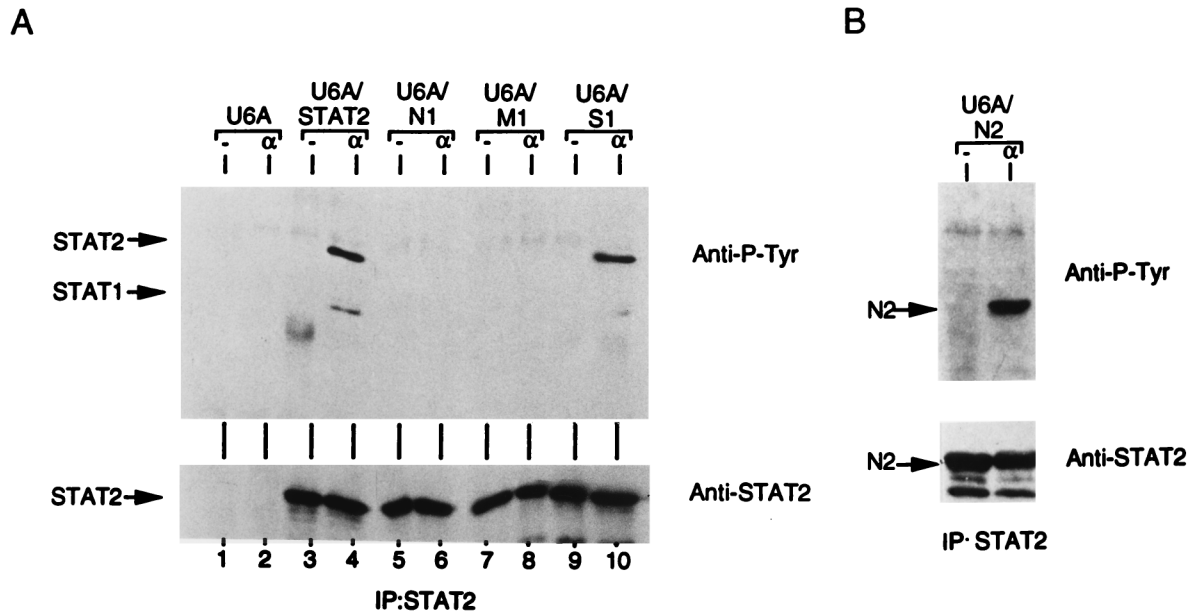 A
B
U6A
U6A/
STAT2
U6A/
N1
U6A/
M1
U6A/
S1
- α - α - α - α - α
STAT2
STAT1
Anti-P-Tyr
STAT2
Anti-STAT2
1 2 3 4 5 6 7 8 9 10
IP:STAT2
U6A/
N2
- α
N2
Anti-P-Tyr
N2
Anti-STAT2
IP· STAT2